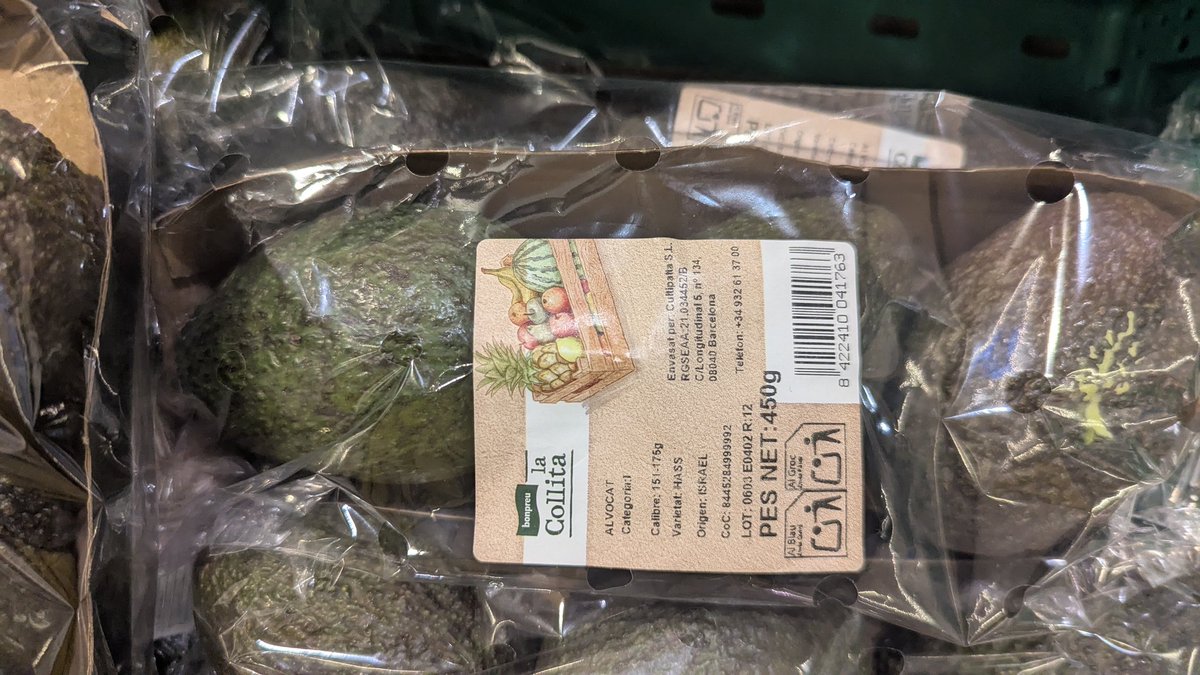 bonpreu
la
Collita
ALVOCAT
Categoria:I
Calibre: 151-175g
Varietat: HASS
Origen: ISRAEL
CoC: 8445284999992
LOT: 0603 E0402 R:12
PES NET:450g
Envasat per: Cultipalta S.L.
RGSEAA:21.034452/B
C/Longitudinal 5, nº 134,
08040 Barcelona
Telefon: +34 932 61 37 00
8 422410 041763
Al Blau
Al Groc